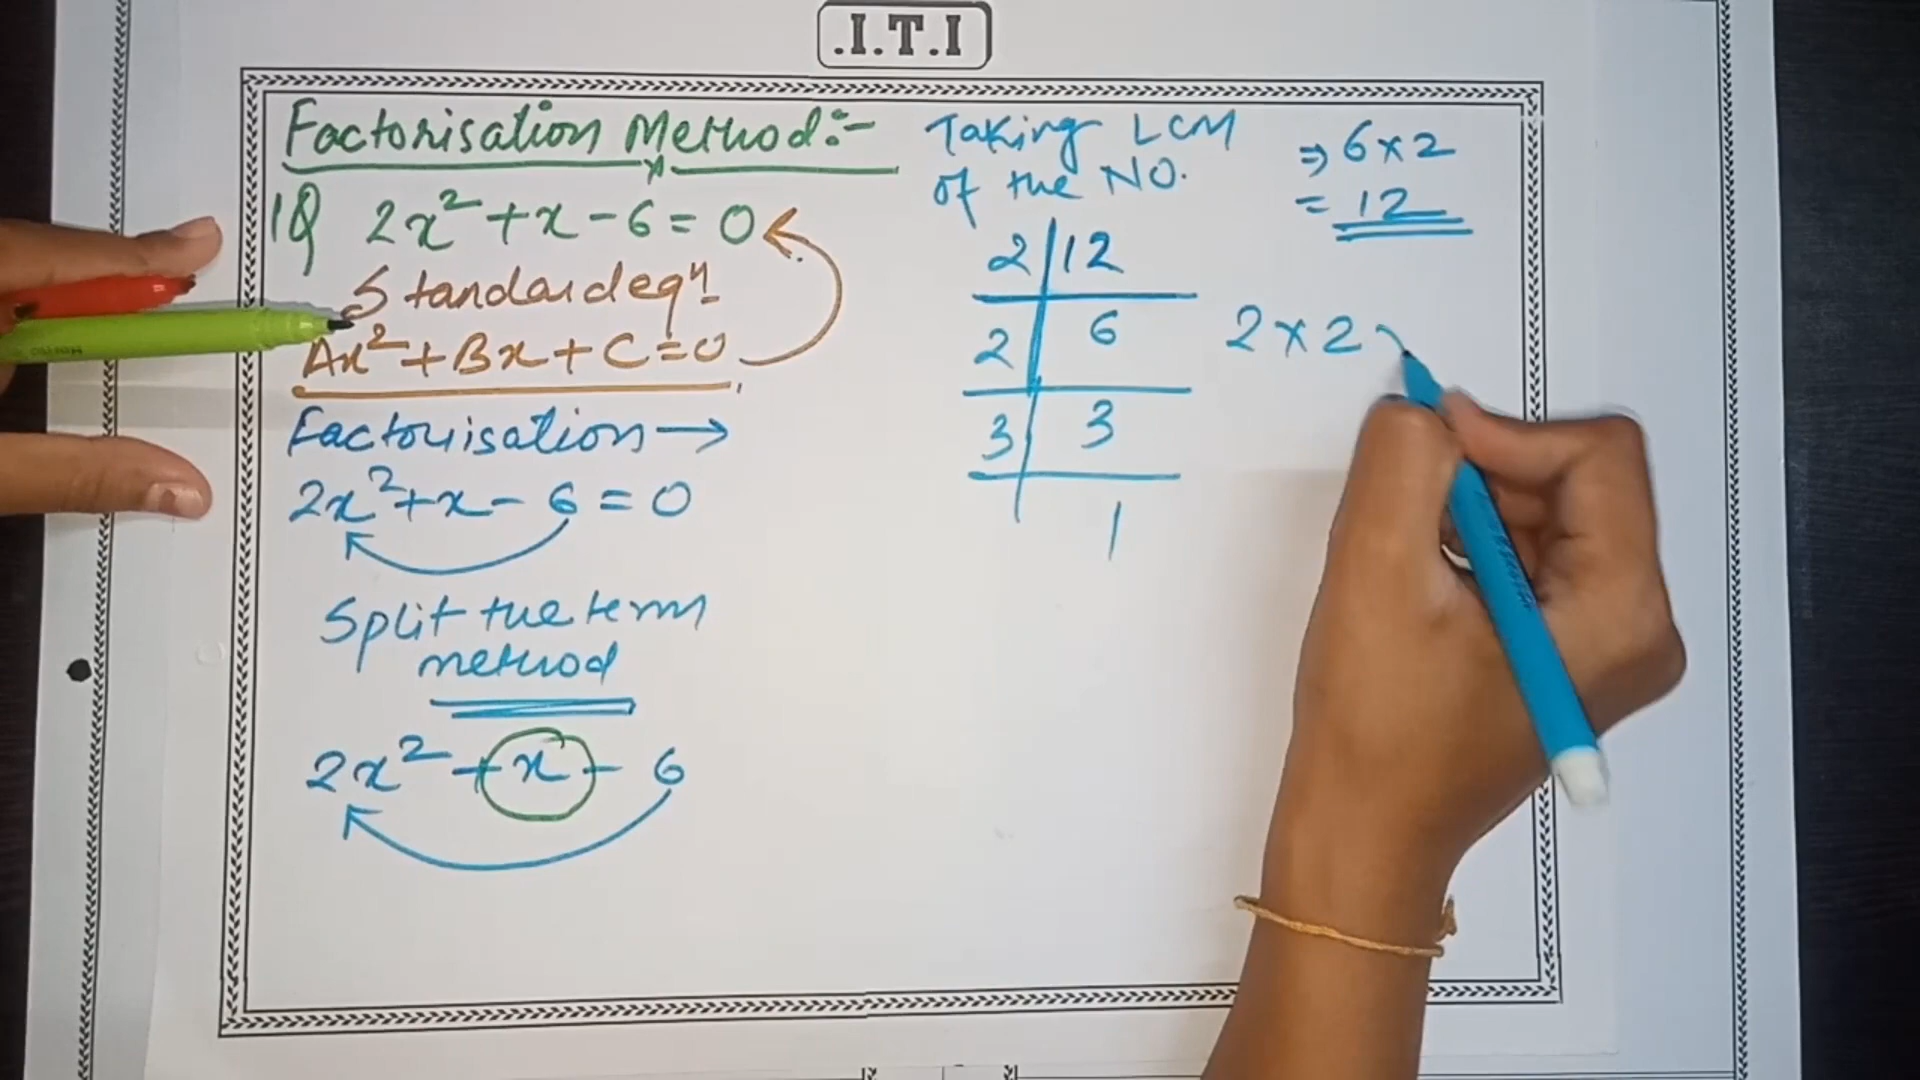 .I.T.I
Factorisation Method:-
1Q 2x² + x - 6 = 0
Standard eqn
Ax² + Bx + C = 0
Factorisation →
2x² + x - 6 = 0
Split the term
method
2x² + x - 6
Taking LCM
of the NO.
2 | 12
2 | 6
3 | 3
1
⇒ 6 × 2
= 12
2 × 2